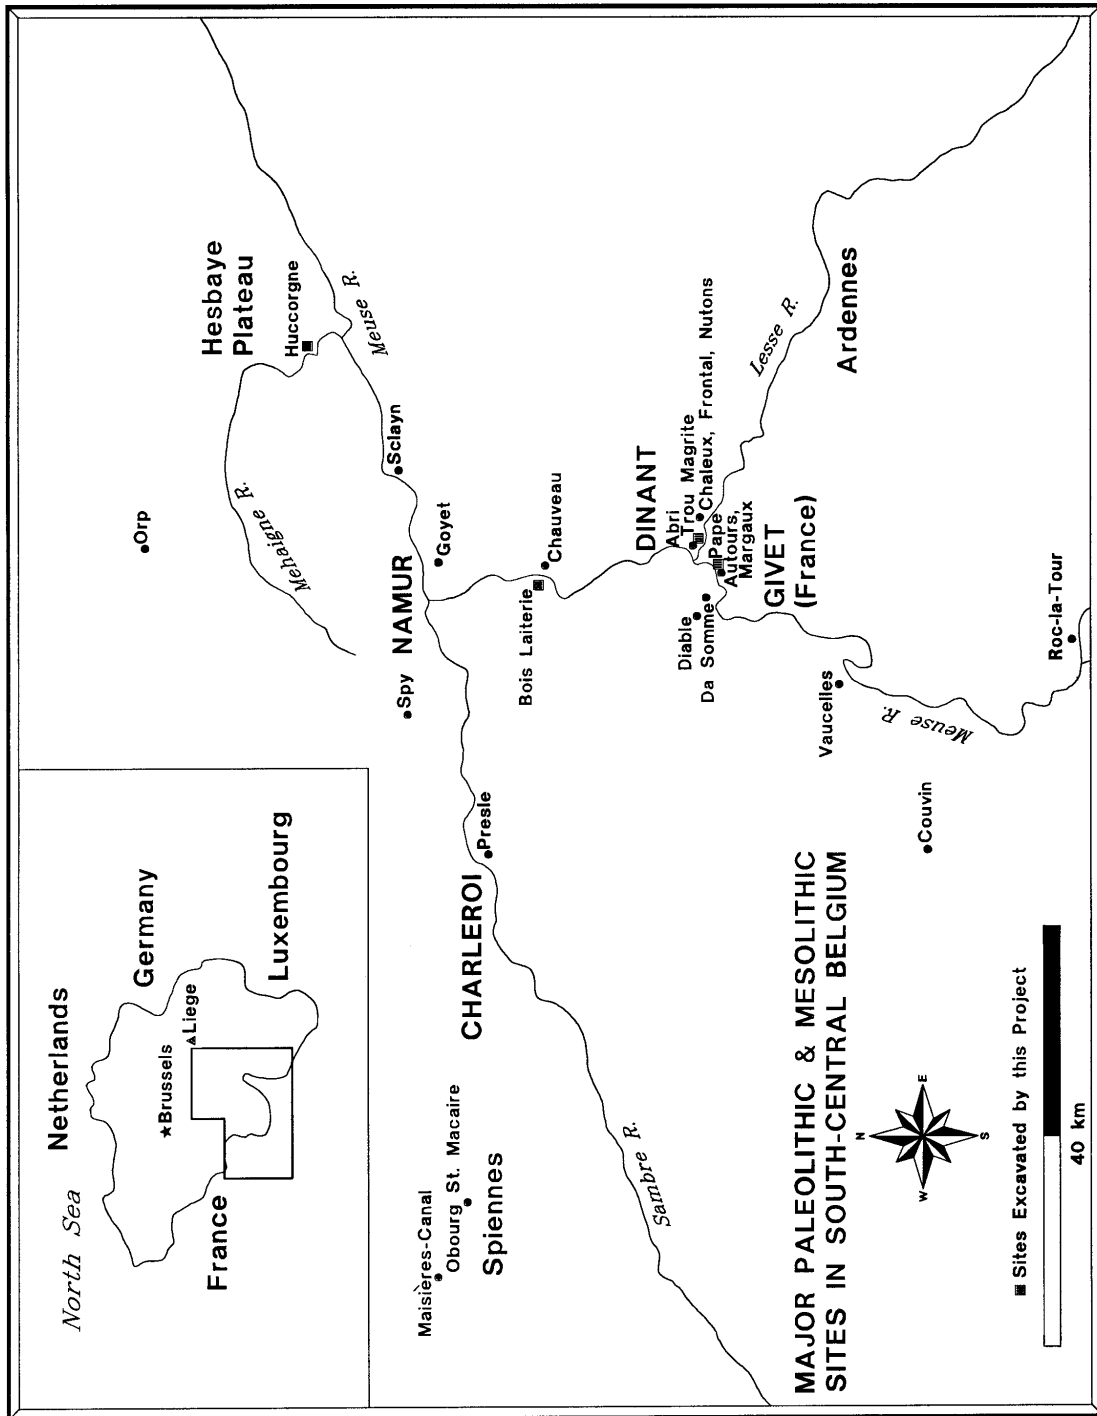 North Sea
Netherlands
Germany
★Brussels
Liege
France
Luxembourg
Orp
Hesbaye
Plateau
Mehaigne R.
Huccorgne
Meuse R.
Sclayn
Spy
NAMUR
Goyet
Maisières-Canal
Obourg St. Macaire
Spiennes
CHARLEROI
Presle
Bois Laiterie
Chauveau
Sambre R.
DINANT
Abri
Trou Magrite
Chaleux, Frontal, Nutons
Pape
Autours,
Margaux
Diable
Da Somme
Lesse R.
GIVET
(France)
Ardennes
Vaucelles
Meuse R.
Couvin
Roc-la-Tour
MAJOR PALEOLITHIC & MESOLITHIC
SITES IN SOUTH-CENTRAL BELGIUM
N
W
E
S
Sites Excavated by this Project
40 km